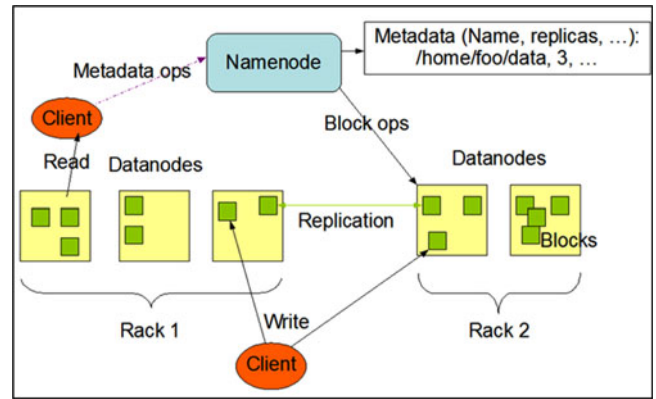 Metadata (Name, replicas, ...):
/home/foo/data, 3, ...
Namenode
Metadata ops
Client
Block ops
Read
Datanodes
Datanodes
Replication
Blocks
Rack 1
Write
Rack 2
Client